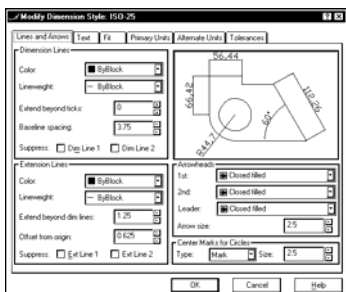 Modify Dimension Style: ISO-25
Lines and Arrows Text Fit Primary Units Alternate Units Tolerances
Dimension Lines
Color: ByBlock
Lineweight: ByBlock
Extend beyond ticks: 0
Baseline spacing: 3.75
Suppress: Dim Line 1 Dim Line 2
Extension Lines
Color: ByBlock
Lineweight: ByBlock
Extend beyond dim lines: 1.25
Offset from origin: 0.625
Suppress: Ext Line 1 Ext Line 2
56,44
66,42
112,26
60°
R44,7
Arrowheads
1st: Closed filled
2nd: Closed filled
Leader: Closed filled
Arrow size: 2.5
Center Marks for Circles
Type: Mark Size: 2.5
OK Cancel Help